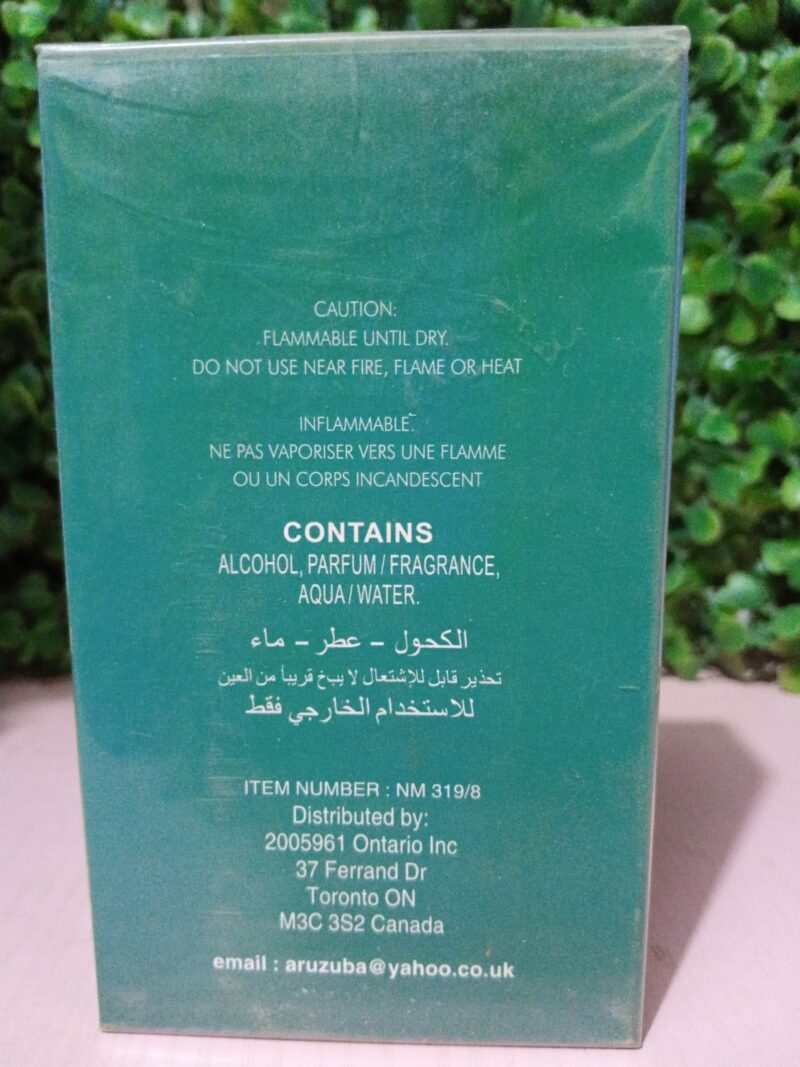 CAUTION:
FLAMMABLE UNTIL DRY.
DO NOT USE NEAR FIRE, FLAME OR HEAT
INFLAMMABLE.
NE PAS VAPORISER VERS UNE FLAMME
OU UN CORPS INCANDESCENT
CONTAINS
ALCOHOL, PARFUM / FRAGRANCE,
AQUA / WATER.
الكحول – عطر – ماء
تحذير قابل للإشتعال لا يبخ قريباً من العين
للاستخدام الخارجي فقط
ITEM NUMBER : NM 319/8
Distributed by:
2005961 Ontario Inc
37 Ferrand Dr
Toronto ON
M3C 3S2 Canada
email : aruzuba@yahoo.co.uk